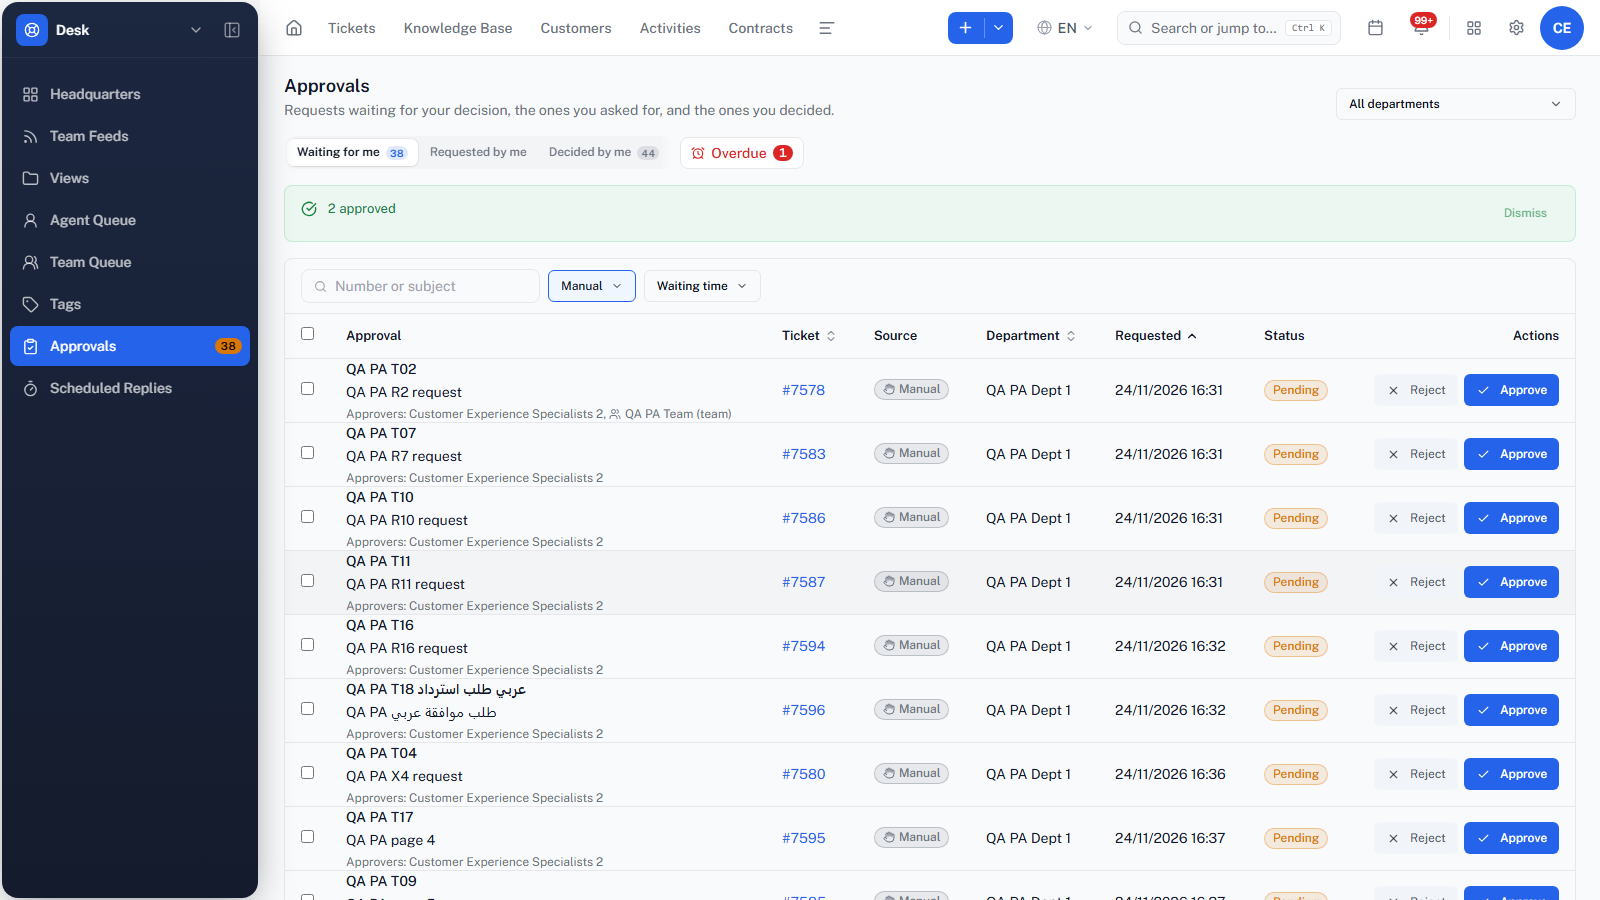 Desk
Headquarters
Team Feeds
Views
Agent Queue
Team Queue
Tags
Approvals 38
Scheduled Replies
Tickets Knowledge Base Customers Activities Contracts
EN Search or jump to... Ctrl K 99+ CE
Approvals
Requests waiting for your decision, the ones you asked for, and the ones you decided.
All departments
Waiting for me 38 Requested by me Decided by me 44 Overdue 1
2 approved
Dismiss
Number or subject Manual Waiting time
Approval Ticket Source Department Requested Status Actions
QA PA T02
QA PA R2 request #7578 Manual QA PA Dept 1 24/11/2026 16:31 Pending Reject Approve
Approvers: Customer Experience Specialists 2, QA PA Team (team)
QA PA T07
QA PA R7 request #7583 Manual QA PA Dept 1 24/11/2026 16:31 Pending Reject Approve
Approvers: Customer Experience Specialists 2
QA PA T10
QA PA R10 request #7586 Manual QA PA Dept 1 24/11/2026 16:31 Pending Reject Approve
Approvers: Customer Experience Specialists 2
QA PA T11
QA PA R11 request #7587 Manual QA PA Dept 1 24/11/2026 16:31 Pending Reject Approve
Approvers: Customer Experience Specialists 2
QA PA T16
QA PA R16 request #7594 Manual QA PA Dept 1 24/11/2026 16:32 Pending Reject Approve
Approvers: Customer Experience Specialists 2
QA PA T18 عربي طلب استرداد
QA PA طلب موافقة عربي #7596 Manual QA PA Dept 1 24/11/2026 16:32 Pending Reject Approve
Approvers: Customer Experience Specialists 2
QA PA T04
QA PA X4 request #7580 Manual QA PA Dept 1 24/11/2026 16:36 Pending Reject Approve
Approvers: Customer Experience Specialists 2
QA PA T17
QA PA page 4 #7595 Manual QA PA Dept 1 24/11/2026 16:37 Pending Reject Approve
Approvers: Customer Experience Specialists 2
QA PA T09